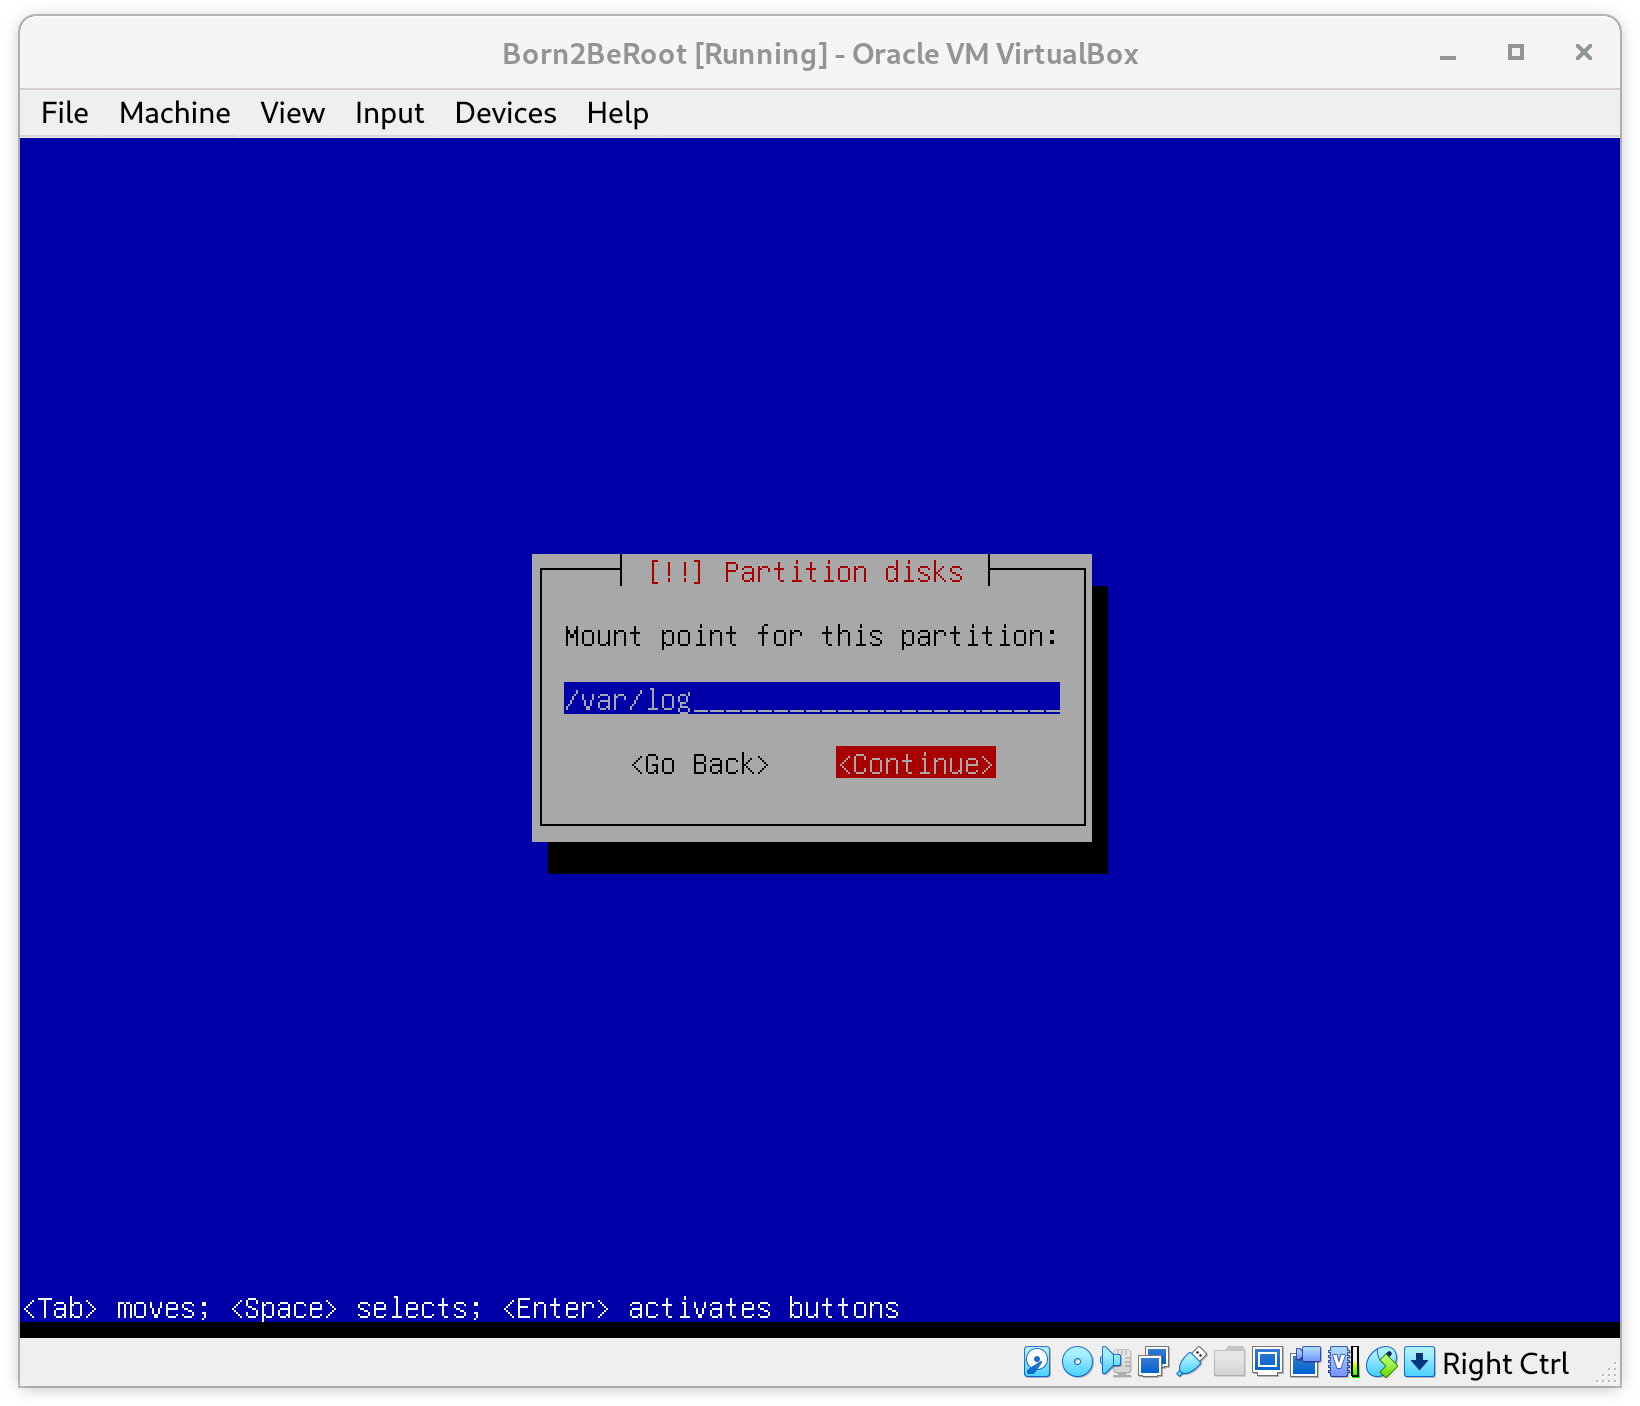 Born2BeRoot [Running] - Oracle VM VirtualBox
File Machine View Input Devices Help
[!!] Partition disks
Mount point for this partition:
/var/log_______________________
<Go Back> <Continue>
<Tab> moves; <Space> selects; <Enter> activates buttons
Right Ctrl